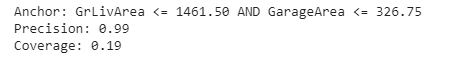 Anchor: GrLivArea <= 1461.50 AND GarageArea <= 326.75
Precision: 0.99
Coverage: 0.19